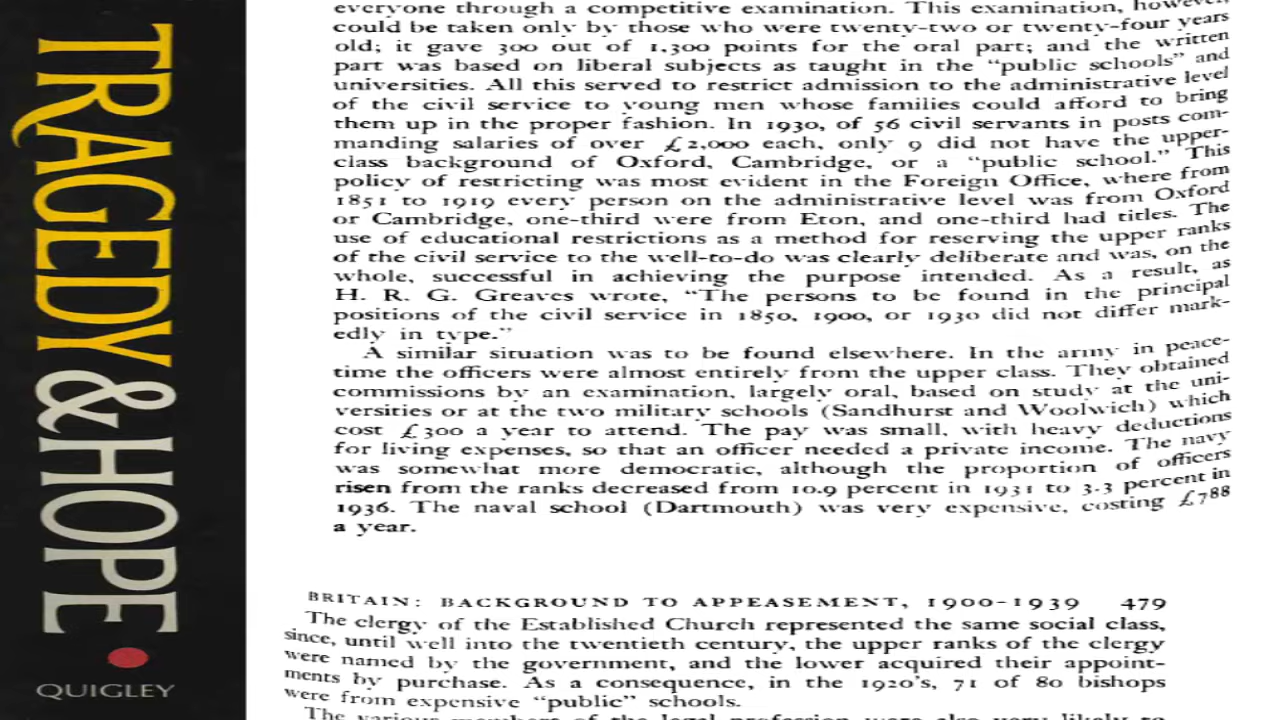 TRAGEDY & HOPE
QUIGLEY
everyone through a competitive examination. This examination, however,
could be taken only by those who were twenty-two or twenty-four years
old; it gave 300 out of 1,300 points for the oral part; and the written
part was based on liberal subjects as taught in the "public schools" and
universities. All this served to restrict admission to the administrative level
of the civil service to young men whose families could afford to bring
them up in the proper fashion. In 1930, of 56 civil servants in posts com-
manding salaries of over £2,000 each, only 9 did not have the upper-
class background of Oxford, Cambridge, or a "public school." This
policy of restricting was most evident in the Foreign Office, where from
1851 to 1919 every person on the administrative level was from Oxford
or Cambridge, one-third were from Eton, and one-third had titles. The
use of educational restrictions as a method for reserving the upper ranks
of the civil service to the well-to-do was clearly deliberate and was, on the
whole, successful in achieving the purpose intended. As a result, as
H. R. G. Greaves wrote, "The persons to be found in the principal
positions of the civil service in 1850, 1900, or 1930 did not differ mark-
edly in type."
A similar situation was to be found elsewhere. In the army in peace-
time the officers were almost entirely from the upper class. They obtained
commissions by an examination, largely oral, based on study at the uni-
versities or at the two military schools (Sandhurst and Woolwich) which
cost £300 a year to attend. The pay was small, with heavy deductions
for living expenses, so that an officer needed a private income. The navy
was somewhat more democratic, although the proportion of officers
risen from the ranks decreased from 10.9 percent in 1931 to 3.3 percent in
1936. The naval school (Dartmouth) was very expensive, costing £788
a year.
BRITAIN: BACKGROUND TO APPEASEMENT, 1900-1939 479
The clergy of the Established Church represented the same social class,
since, until well into the twentieth century, the upper ranks of the clergy
were named by the government, and the lower acquired their appoint-
ments by purchase. As a consequence, in the 1920's, 71 of 80 bishops
were from expensive "public" schools.
The various members of the legal profession were also very likely to